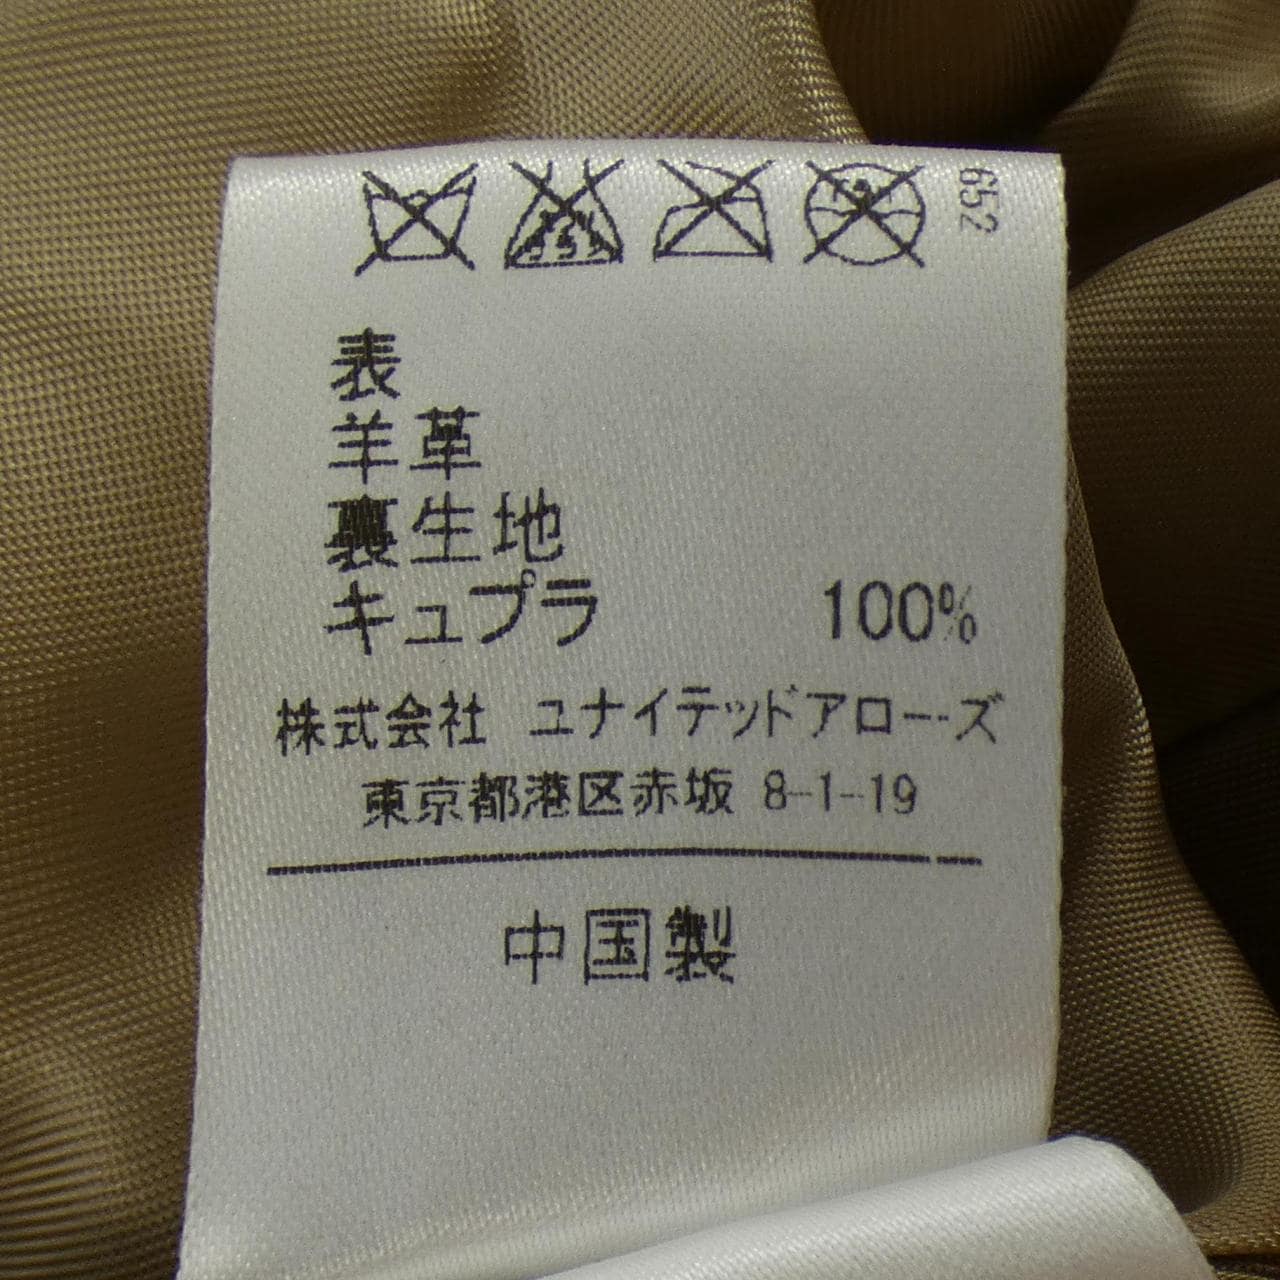 652
表
羊革
裏生地
キュプラ 100%
株式会社 ユナイテッドアローズ
東京都港区赤坂 8-1-19
中国製